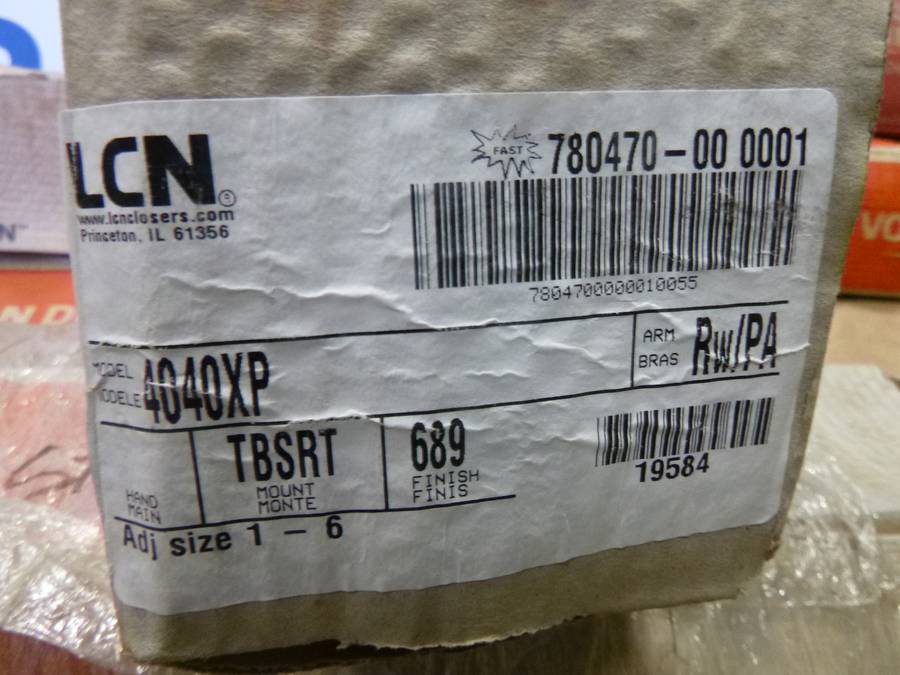 LCN®
www.lcnclosers.com
Princeton, IL 61356
FAST
780470-00 0001
7804700000010055
MODEL
MODELE
4040XP
ARM
BRAS
Rw/PA
HAND
MAIN
TBSRT
MOUNT
MONTE
689
FINISH
FINIS
19584
Adj size 1 - 6